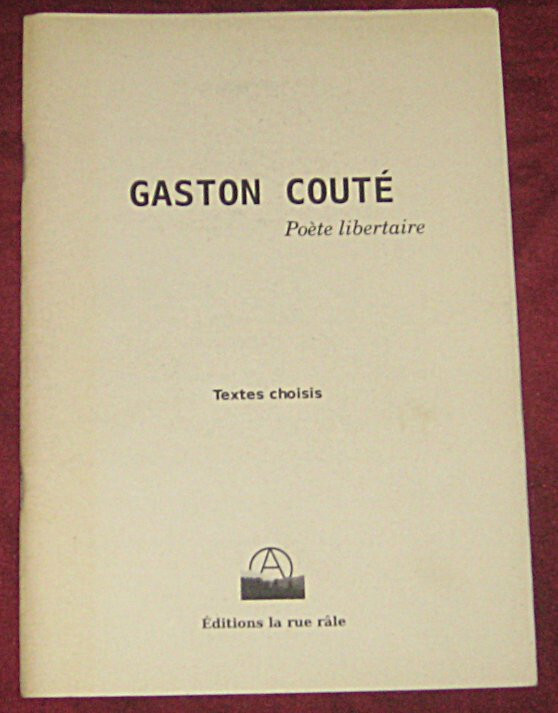 GASTON COUTÉ
Poète libertaire
Textes choisis
Éditions la rue râle